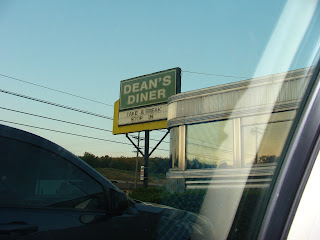 DEAN'S
DINER
TAKE A BREAK
STOP IN